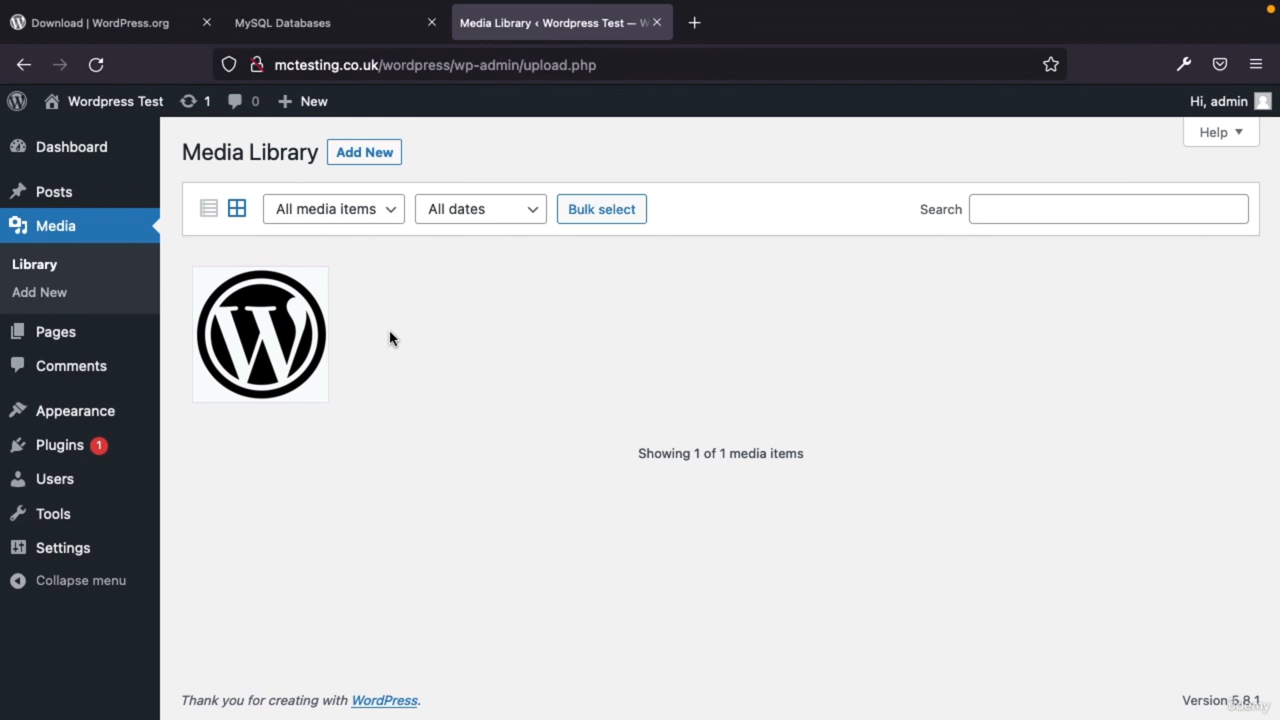 Download | WordPress.org
MySQL Databases
Media Library ‹ Wordpress Test — W
mctesting.co.uk/wordpress/wp-admin/upload.php
Wordpress Test
1
0
New
Hi, admin
Dashboard
Posts
Media
Library
Add New
Pages
Comments
Appearance
Plugins 1
Users
Tools
Settings
Collapse menu
Help
Media Library
Add New
All media items
All dates
Bulk select
Search
Showing 1 of 1 media items
Thank you for creating with WordPress.
Version 5.8.1
udemy